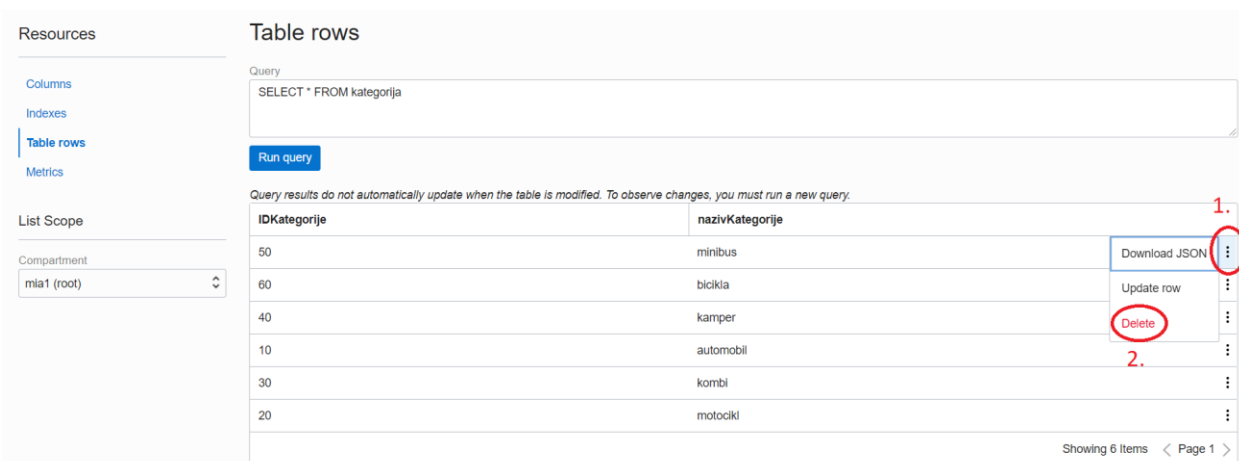 Resources
Columns
Indexes
Table rows
Metrics
List Scope
Compartment
mia1 (root)
Table rows
Query
SELECT * FROM kategorija
Run query
Query results do not automatically update when the table is modified. To observe changes, you must run a new query.
1.
IDKategorije nazivKategorije
50 minibus
60 bicikla
40 kamper
10 automobil
30 kombi
20 motocikl
Download JSON
Update row
Delete
2.
Showing 6 Items < Page 1 >